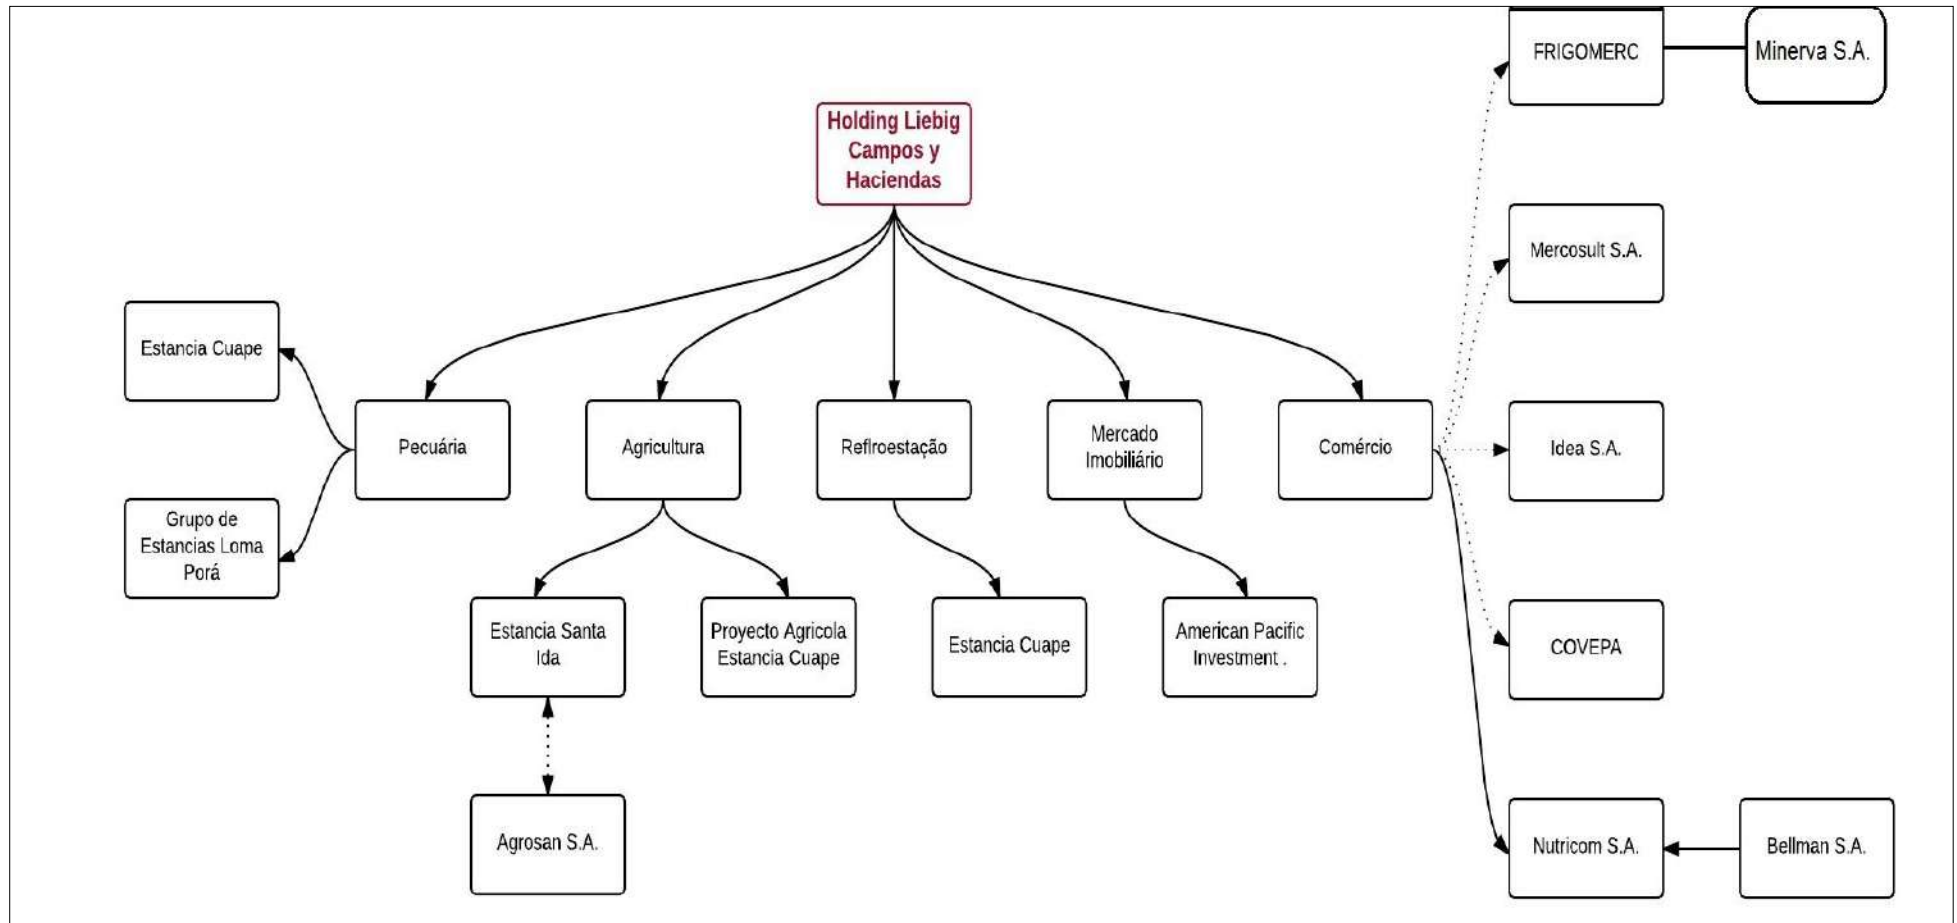 FRIGOMERC
Minerva S.A.
Holding Liebig
Campos y
Haciendas
Mercosult S.A.
Estancia Cuape
Pecuária
Agricultura
Reflroestação
Mercado
Imobiliário
Comércio
Idea S.A.
Grupo de
Estancias Loma
Porá
Estancia Santa
Ida
Proyecto Agricola
Estancia Cuape
Estancia Cuape
American Pacific
Investment .
COVEPA
Agrosan S.A.
Nutricom S.A.
Bellman S.A.